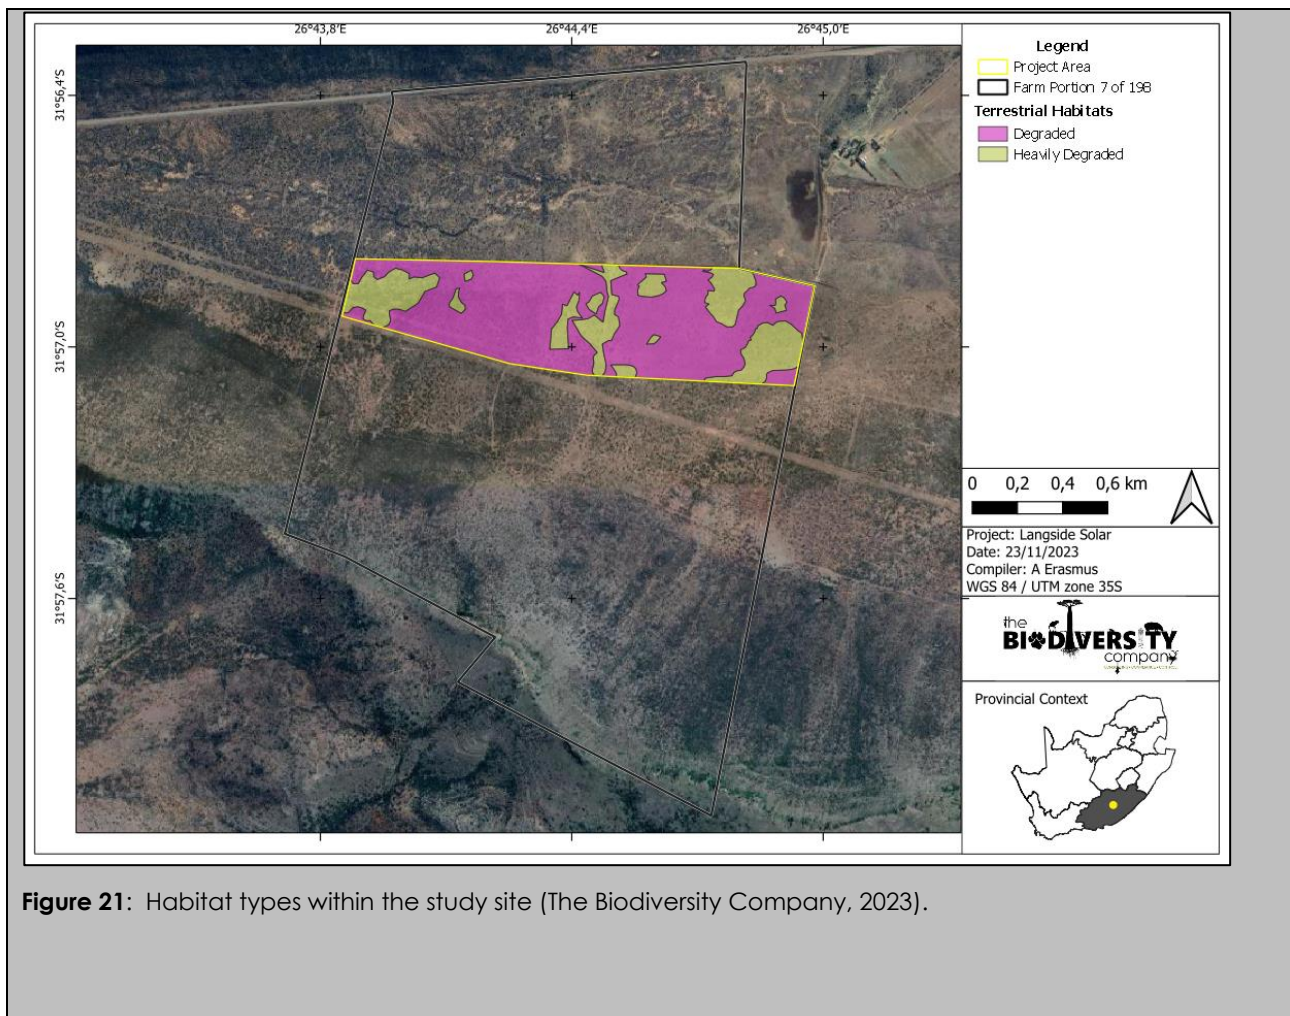 26°43,8'E 26°44,4'E 26°45,0'E
31°56,4'S
31°57,0'S
31°57,6'S
Legend
Project Area
Farm Portion 7 of 198
Terrestrial Habitats
Degraded
Heavily Degraded
0 0,2 0,4 0,6 km
Project: Langside Solar
Date: 23/11/2023
Compiler: A Erasmus
WGS 84 / UTM zone 35S
the
BIODIVERSITY
company
Provincial Context
Figure 21: Habitat types within the study site (The Biodiversity Company, 2023).